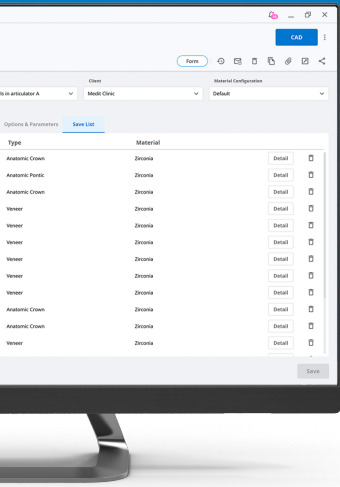 CAD
Form
Client
Material Configuration
ls in articulator A
Medit Clinic
Default
Options & Parameters
Save List
Type
Material
Anatomic Crown
Zirconia
Detail
Anatomic Pontic
Zirconia
Detail
Anatomic Crown
Zirconia
Detail
Veneer
Zirconia
Detail
Veneer
Zirconia
Detail
Veneer
Zirconia
Detail
Veneer
Zirconia
Detail
Veneer
Zirconia
Detail
Veneer
Zirconia
Detail
Anatomic Crown
Zirconia
Detail
Anatomic Crown
Zirconia
Detail
Veneer
Zirconia
Detail
Save